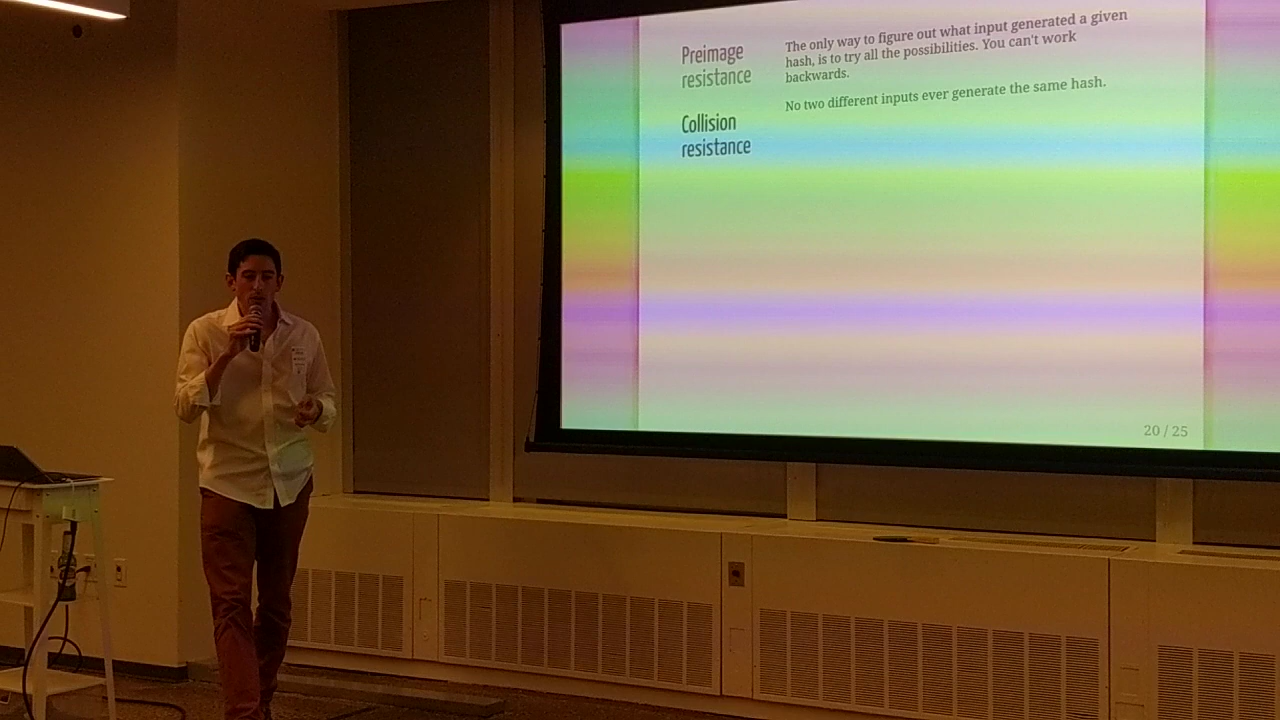 Preimage
resistance
The only way to figure out what input generated a given
hash, is to try all the possibilities. You can't work
backwards.
Collision
resistance
No two different inputs ever generate the same hash.
20 / 25